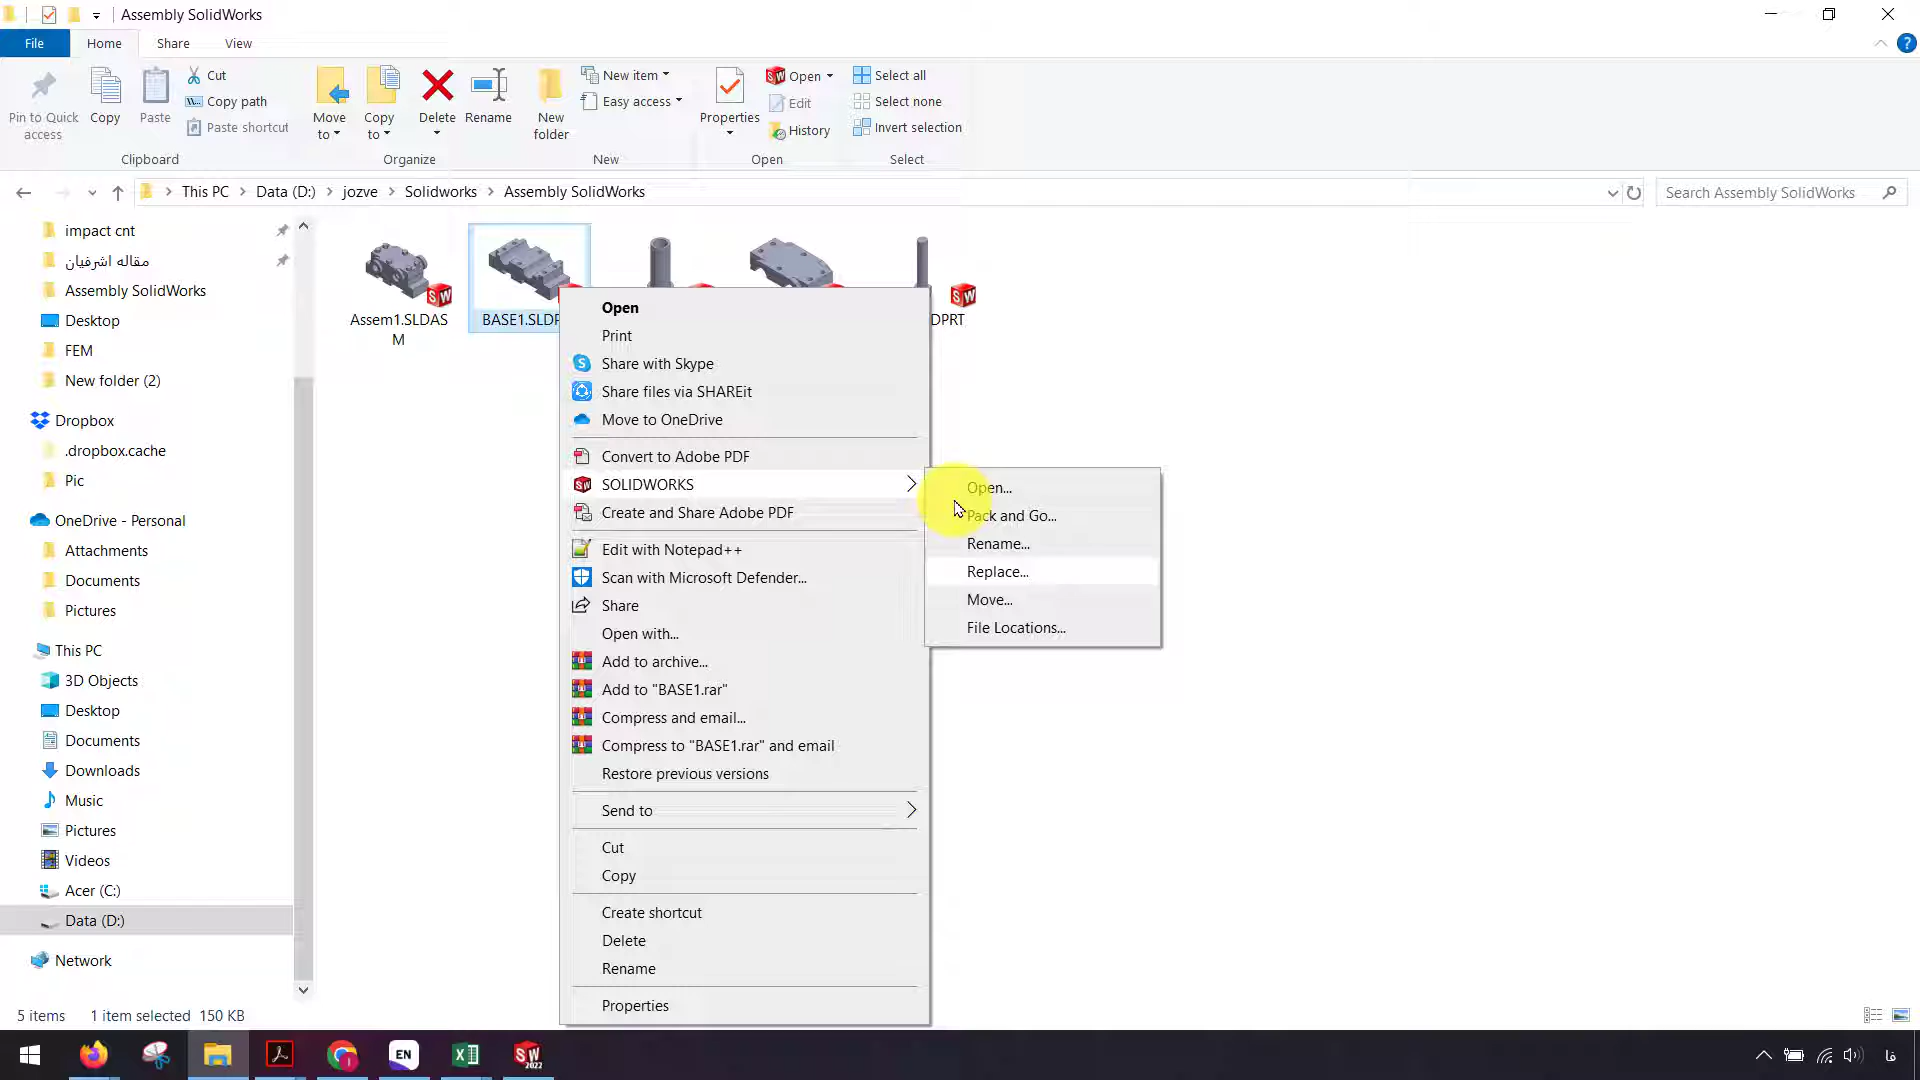 Assembly SolidWorks
File Home Share View
Pin to Quick access
Copy
Paste
Cut
Copy path
Paste shortcut
Clipboard
Move to
Copy to
Delete
Rename
Organize
New folder
New item
Easy access
New
Properties
Open
Edit
History
Open
Select all
Select none
Invert selection
Select
This PC Data (D:) jozve Solidworks Assembly SolidWorks
Search Assembly SolidWorks
impact cnt
مقاله اشرفیان
Assembly SolidWorks
Desktop
FEM
New folder (2)
Dropbox
.dropbox.cache
Pic
OneDrive - Personal
Attachments
Documents
Pictures
This PC
3D Objects
Desktop
Documents
Downloads
Music
Pictures
Videos
Acer (C:)
Data (D:)
Network
Assem1.SLDAS
M
BASE1.SLDP
DPRT
SW
Open
Print
Share with Skype
Share files via SHAREit
Move to OneDrive
Convert to Adobe PDF
SOLIDWORKS
Create and Share Adobe PDF
Edit with Notepad++
Scan with Microsoft Defender...
Share
Open with...
Add to archive...
Add to "BASE1.rar"
Compress and email...
Compress to "BASE1.rar" and email
Restore previous versions
Send to
Cut
Copy
Create shortcut
Delete
Rename
Properties
Open...
Pack and Go...
Rename...
Replace...
Move...
File Locations...
5 items 1 item selected 150 KB
EN
SW
2022
فا